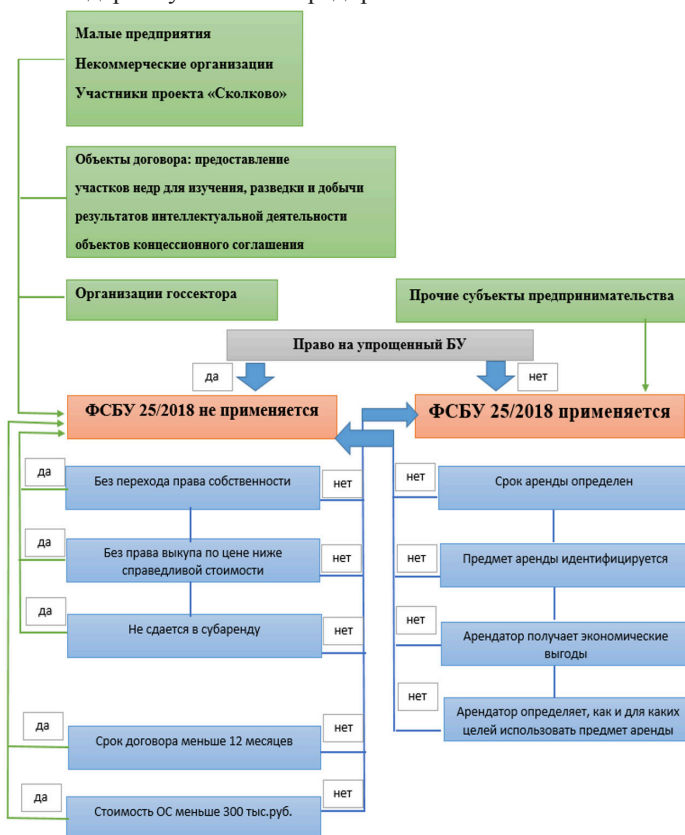 Малые предприятия
Некоммерческие организации
Участники проекта «Сколково»
Объекты договора: предоставление
участков недр для изучения, разведки и добычи
результатов интеллектуальной деятельности
объектов концессионного соглашения
Организации госсектора
Прочие субъекты предпринимательства
Право на упрощенный БУ
да
нет
ФСБУ 25/2018 не применяется
ФСБУ 25/2018 применяется
да
Без перехода права собственности
нет
нет
Срок аренды определен
да
Без права выкупа по цене ниже
справедливой стоимости
нет
нет
Предмет аренды идентифицируется
да
Не сдается в субаренду
нет
нет
Арендатор получает экономические
выгоды
нет
Арендатор определяет, как и для каких
целей использовать предмет аренды
да
Срок договора меньше 12 месяцев
нет
да
Стоимость ОС меньше 300 тыс.руб.
нет